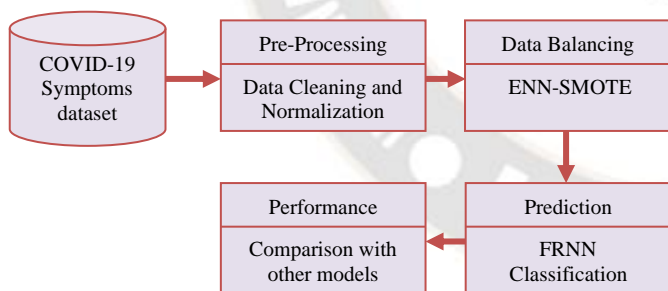 COVID-19
Symptoms
dataset
Pre-Processing
Data Cleaning and
Normalization
Data Balancing
ENN-SMOTE
Prediction
FRNN
Classification
Performance
Comparison with
other models